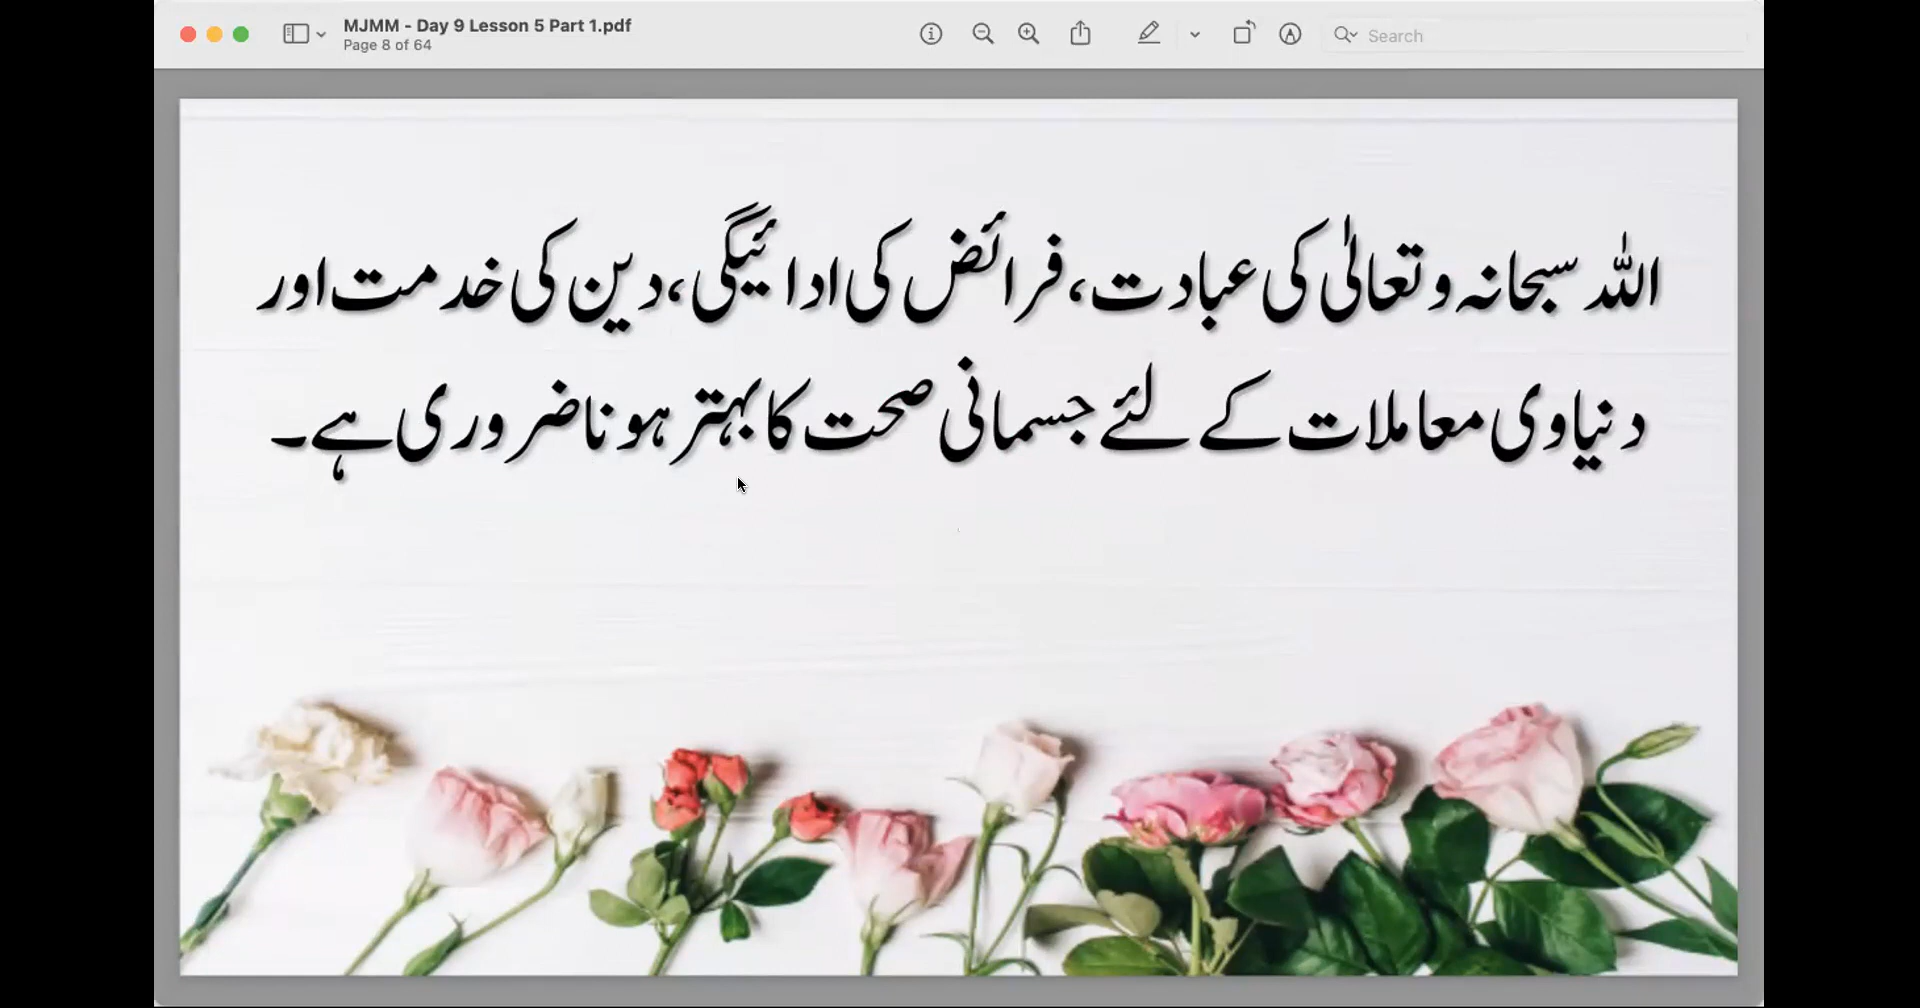 MJMM - Day 9 Lesson 5 Part 1.pdf
Page 8 of 64
Search
اللہ سبحانہ و تعالٰی کی عبادت، فرائض کی ادائیگی، دین کی خدمت اور
دنیاوی معاملات کے لئے جسمانی صحت کا بہتر ہونا ضروری ہے۔